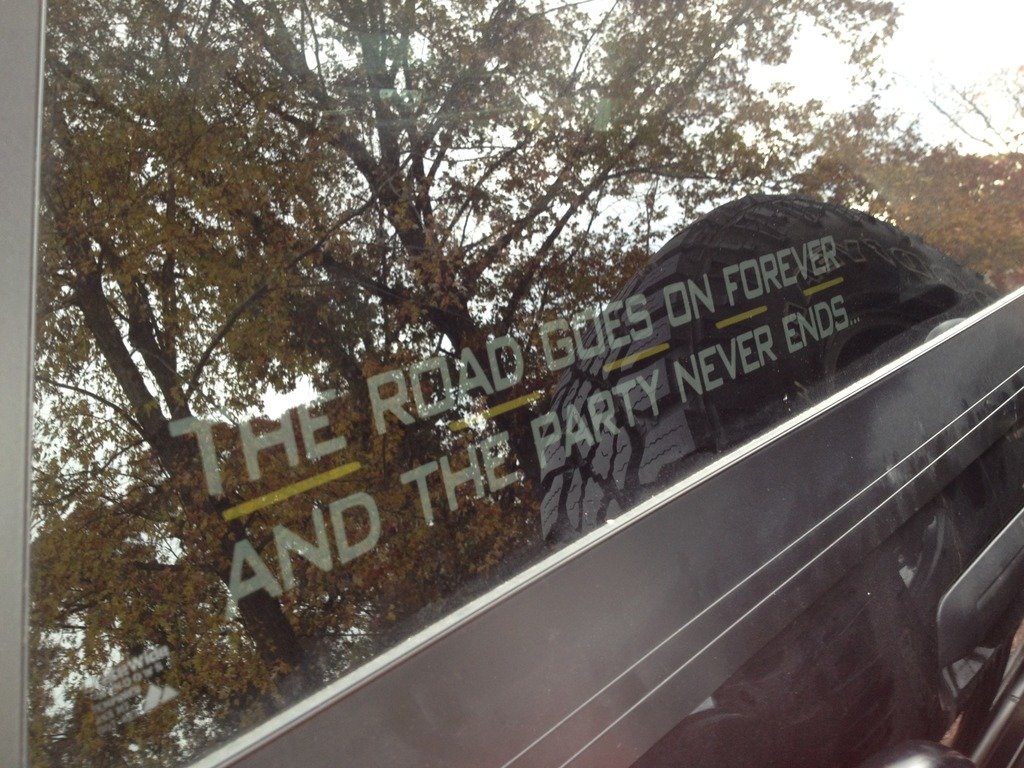 THE ROAD GOES ON FOREVER
AND THE PARTY NEVER ENDS...